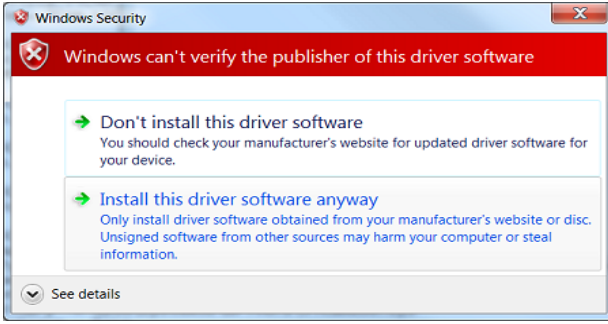 Windows Security
Windows can't verify the publisher of this driver software
Don't install this driver software
You should check your manufacturer's website for updated driver software for
your device.
Install this driver software anyway
Only install driver software obtained from your manufacturer's website or disc.
Unsigned software from other sources may harm your computer or steal
information.
See details